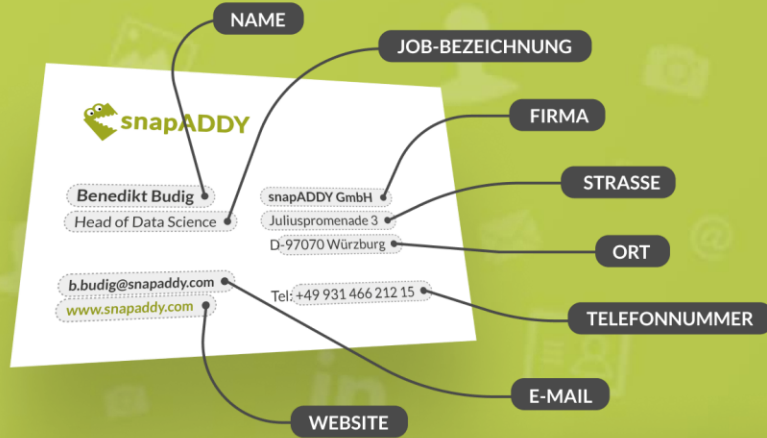 NAME
JOB-BEZEICHNUNG
FIRMA
STRASSE
ORT
TELEFONNUMMER
E-MAIL
WEBSITE
snapADDY
Benedikt Budig
Head of Data Science
snapADDY GmbH
Juliuspromenade 3
D-97070 Würzburg
b.budig@snapaddy.com
www.snapaddy.com
Tel: +49 931 466 212 15
in